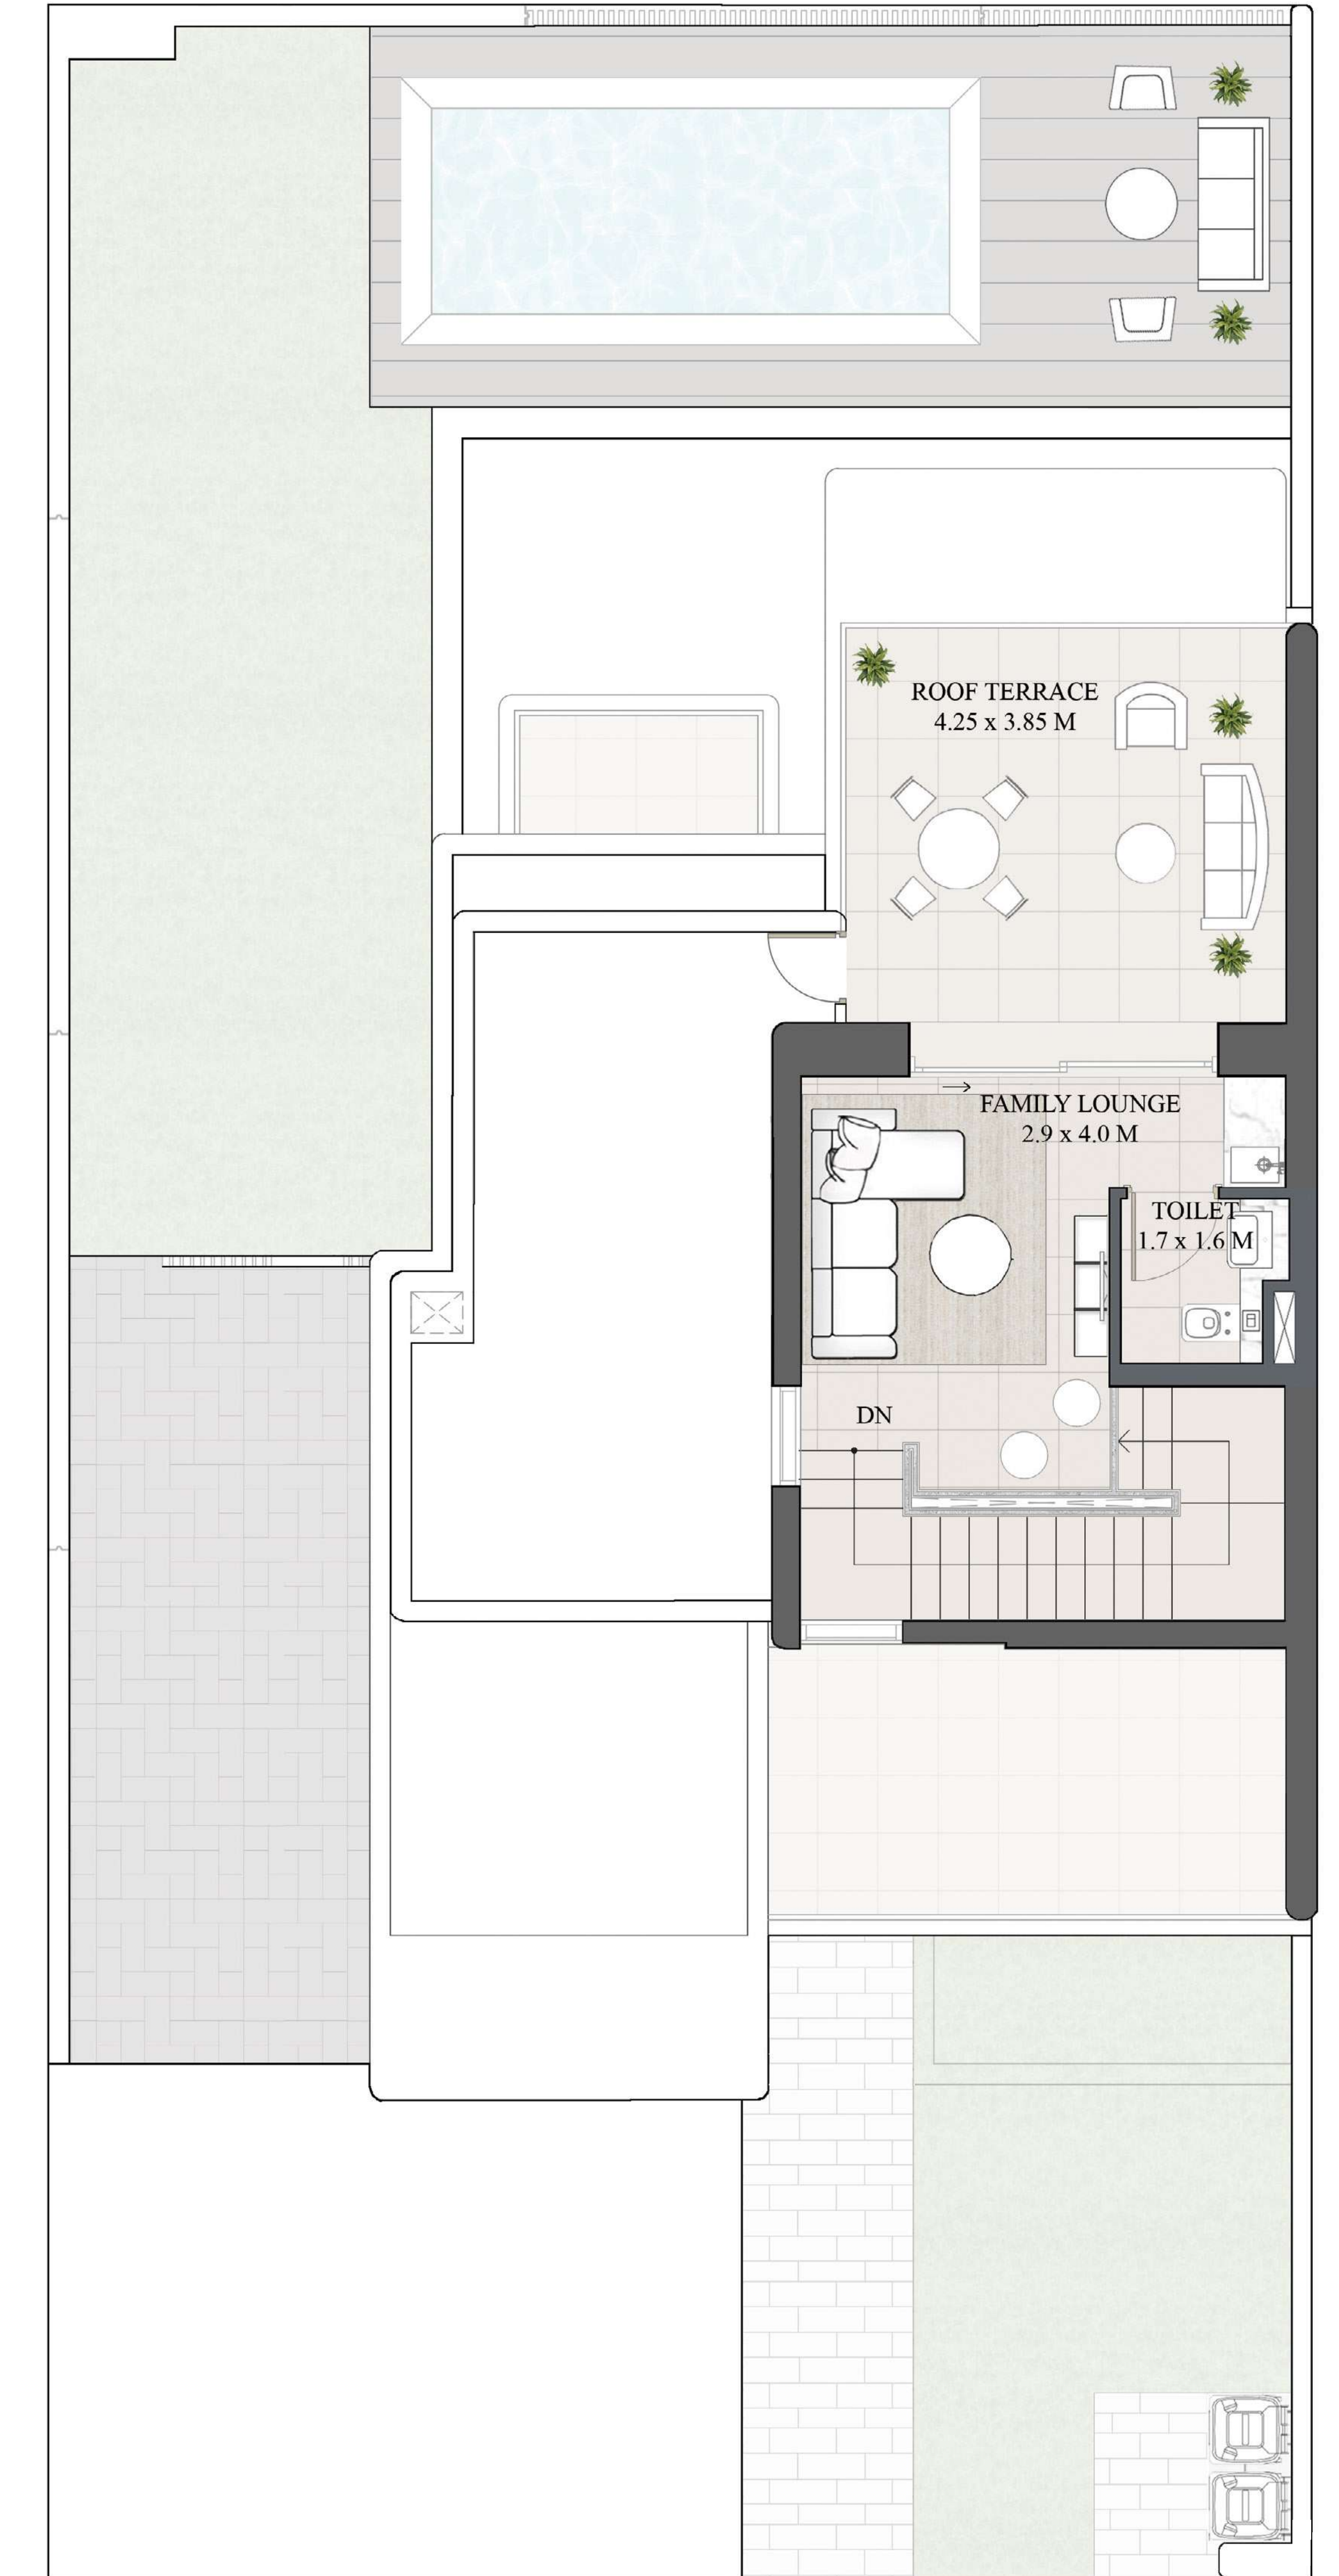 ROOF TERRACE
4.25 x 3.85 M
FAMILY LOUNGE
2.9 x 4.0 M
TOILET
1.7 x 1.6 M
DN